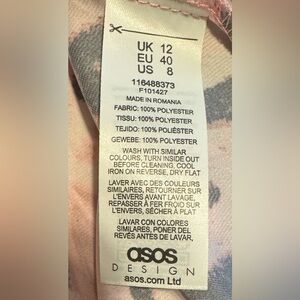 UK 12
EU 40
US 8
116488373
F101427
MADE IN ROMANIA
FABRIC: 100% POLYESTER
TISSU: 100% POLYESTER
TEJIDO: 100% POLIÉSTER
GEWEBE: 100% POLYESTER
WASH WITH SIMILAR
COLOURS, TURN INSIDE OUT
BEFORE CLEANING, COOL
IRON ON REVERSE, DRY FLAT
LAVER AVEC DES COULEURS
SIMILAIRES, RETOURNER SUR
L'ENVERS AVANT LAVAGE,
REPASSER À FER FROID SUR
L'ENVERS, SÉCHER À PLAT
LAVAR CON COLORES
SIMILARES, PONER DEL
REVÉS ANTES DE LAVAR,
asos
DESIGN
asos.com Ltd